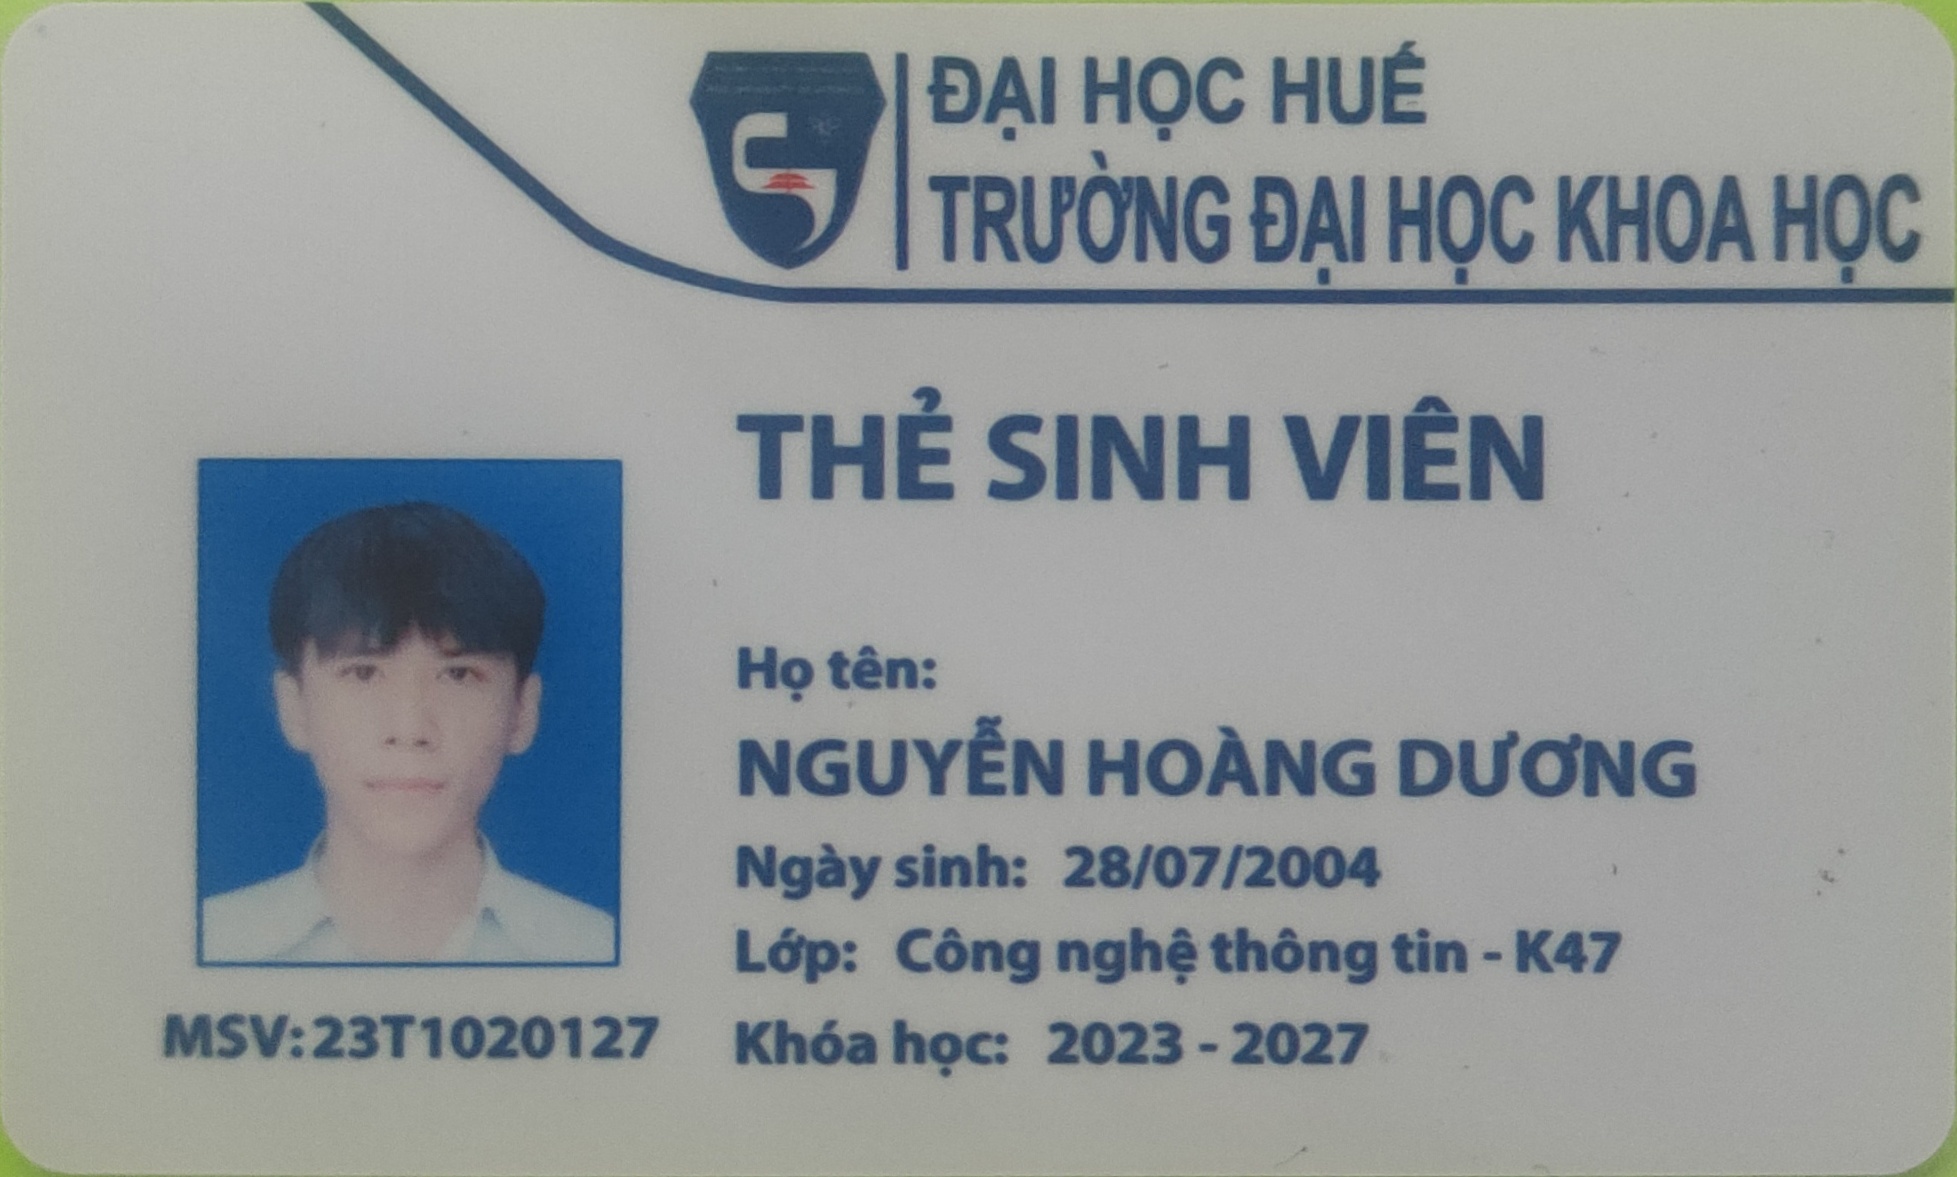 ĐẠI HỌC HUẾ
TRƯỜNG ĐẠI HỌC KHOA HỌC
THẺ SINH VIÊN
Họ tên:
NGUYỄN HOÀNG DƯƠNG
Ngày sinh: 28/07/2004
Lớp: Công nghệ thông tin - K47
Khóa học: 2023 - 2027
MSV:23T1020127